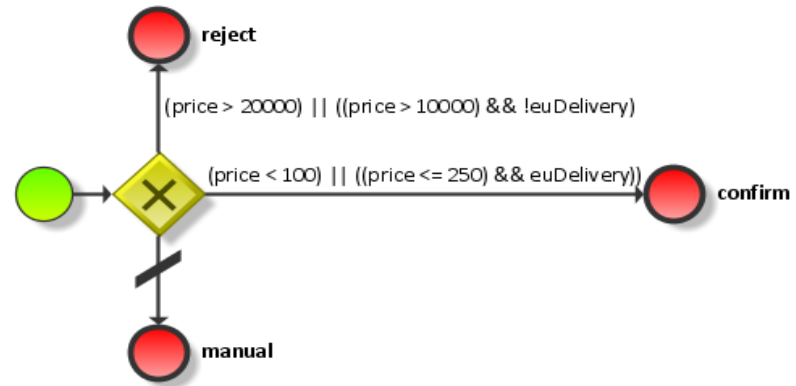 reject
(price > 20000) || ((price > 10000) && !euDelivery)
(price < 100) || ((price <= 250) && euDelivery))
confirm
manual